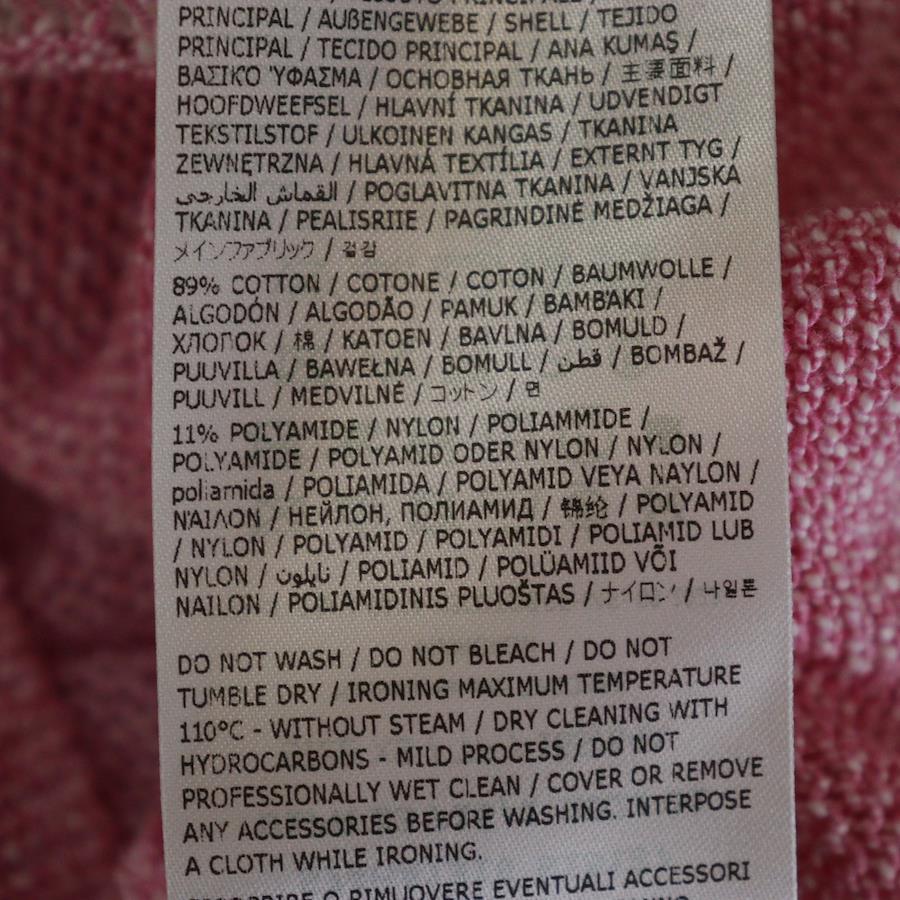 PRINCIPAL / AUßENGEWEBE / SHELL / TEJIDO
PRINCIPAL / TECIDO PRINCIPAL / ANA KUMAŞ /
ΒΑΣΙΚΌ ΎΦΑΣΜΑ / ОСНОВНАЯ ТКАНЬ / 主要面料 /
HOOFDWEEFSEL / HLAVNÍ TKANINA / UDVENDIGT
TEKSTILSTOF / ULKOINEN KANGAS / TKANINA
ZEWNĘTRZNA / HLAVNÁ TEXTÍLIA / EXTERNT TYG /
القماش الخارجي / POGLAVITNA TKANINA / VANJSKA
TKANINA / PEALISRIIE / PAGRINDINĖ MEDŽIAGA /
メインファブリック / 겉감
89% COTTON / COTONE / COTON / BAUMWOLLE /
ALGODÓN / ALGODÃO / PAMUK / ΒΑΜΒΆΚΙ /
ХЛОПОК / 棉 / KATOEN / BAVLNA / BOMULD /
PUUVILLA / BAWEŁNA / BOMULL / قطن / BOMBAŽ /
PUUVILL / MEDVILNĖ / コットン / 면
11% POLYAMIDE / NYLON / POLIAMMIDE /
POLYAMIDE / POLYAMID ODER NYLON / NYLON /
poliamida / POLIAMIDA / POLYAMID VEYA NAYLON /
ΝΆΙΛΟΝ / НЕЙЛОН, ПОЛИАМИД / 锦纶 / POLYAMID
/ NYLON / POLYAMID / POLYAMIDI / POLIAMID LUB
NYLON / نايلون / POLIAMID / POLÜAMIID VÕI
NAILON / POLIAMIDINIS PLUOŠTAS / ナイロン / 나일론
DO NOT WASH / DO NOT BLEACH / DO NOT
TUMBLE DRY / IRONING MAXIMUM TEMPERATURE
110°C - WITHOUT STEAM / DRY CLEANING WITH
HYDROCARBONS - MILD PROCESS / DO NOT
PROFESSIONALLY WET CLEAN / COVER OR REMOVE
ANY ACCESSORIES BEFORE WASHING. INTERPOSE
A CLOTH WHILE IRONING.
O RIMUOVERE EVENTUALI ACCESSORI